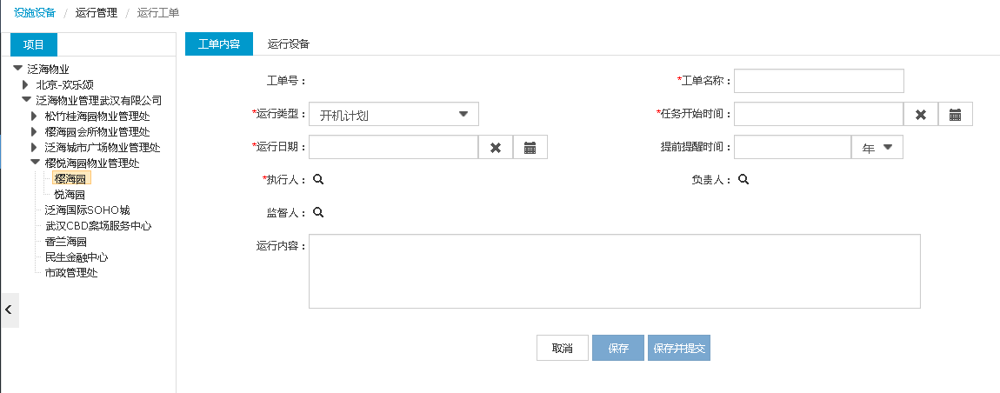 设施设备 / 运行管理 / 运行工单
项目
泛海物业
北京-欢乐颂
泛海物业管理武汉有限公司
松竹桂海园物业管理处
樱海园会所物业管理处
泛海城市广场物业管理处
樱悦海园物业管理处
樱海园
悦海园
泛海国际SOHO城
武汉CBD案场服务中心
香兰海园
民生金融中心
市政管理处
工单内容 运行设备
工单号： *工单名称：
*运行类型： 开机计划 *任务开始时间：
*运行日期： 提前提醒时间： 年
*执行人： 负责人：
监督人：
运行内容：
取消 保存 保存并提交